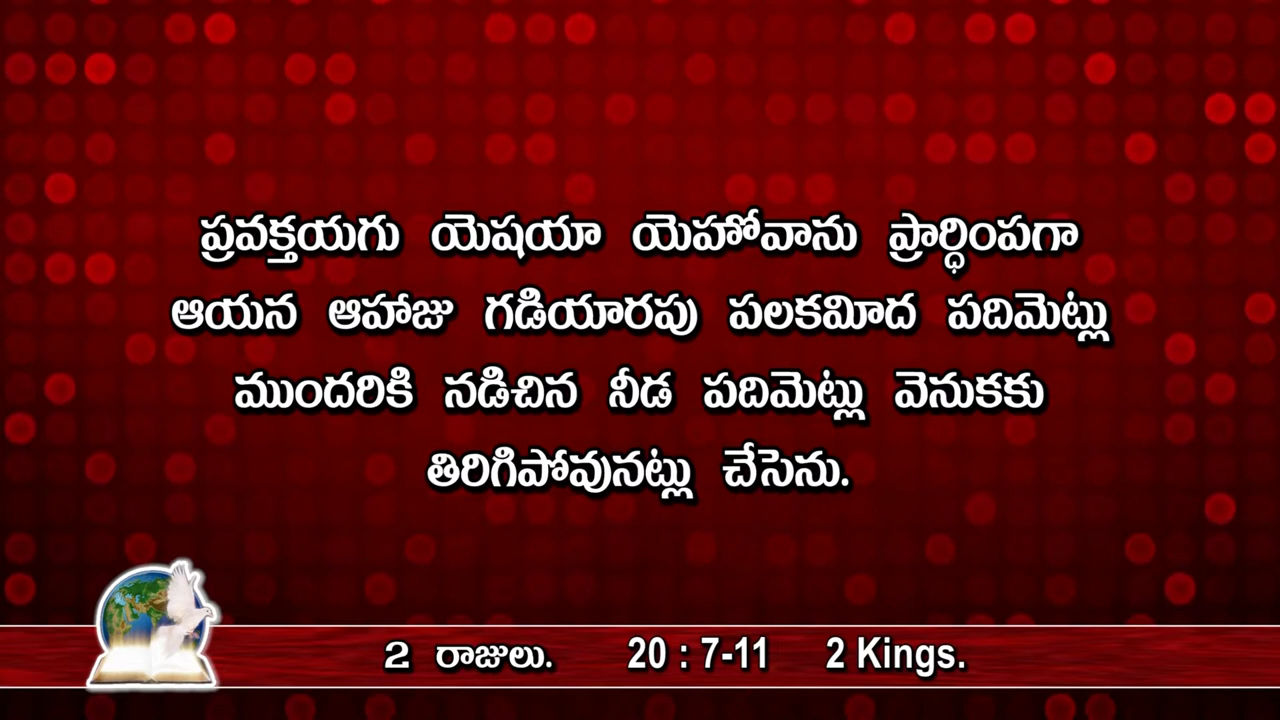 ప్రవక్తయగు యెషయా యెహోవాను ప్రార్ధింపగా
ఆయన ఆహాజు గడియారపు పలకమీద పదిమెట్లు
ముందరికి నడిచిన నీడ పదిమెట్లు వెనుకకు
తిరిగిపోవునట్లు చేసెను.
2 రాజులు. 20 : 7-11 2 Kings.